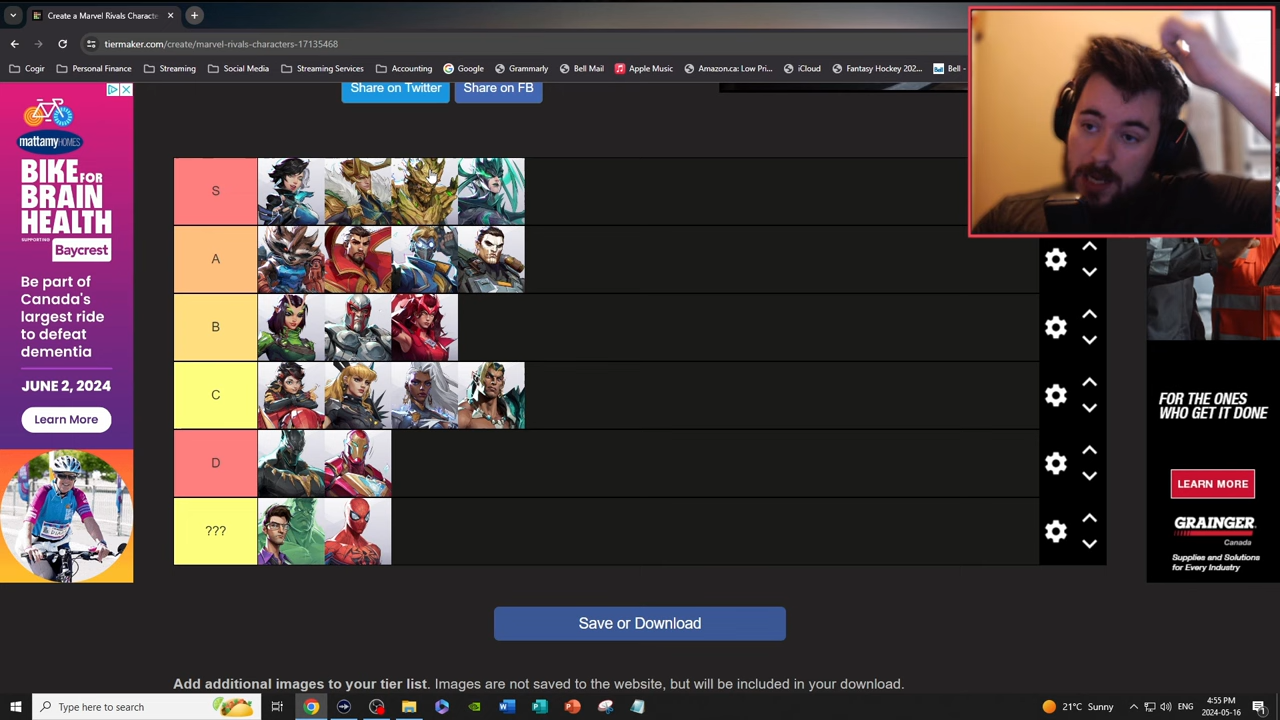 Create a Marvel Rivals Characte
tiermaker.com/create/marvel-rivals-characters-17135468
Cogir
Personal Finance
Streaming
Social Media
Streaming Services
Accounting
Google
Grammarly
Bell Mail
Apple Music
Amazon.ca: Low Pri...
iCloud
Fantasy Hockey 202...
Bell -
Share on Twitter
Share on FB
mattamyHOMES
BIKE FOR
BRAIN
HEALTH
SUPPORTING
Baycrest
Be part of
Canada's
largest ride
to defeat
dementia
JUNE 2, 2024
Learn More
S
A
B
C
D
???
FOR THE ONES
WHO GET IT DONE
LEARN MORE
GRAINGER
Canada
Supplies and Solutions
for Every Industry
Save or Download
Add additional images to your tier list. Images are not saved to the website, but will be included in your download.
Type here to search
21°C Sunny
ENG
4:55 PM
2024-05-16